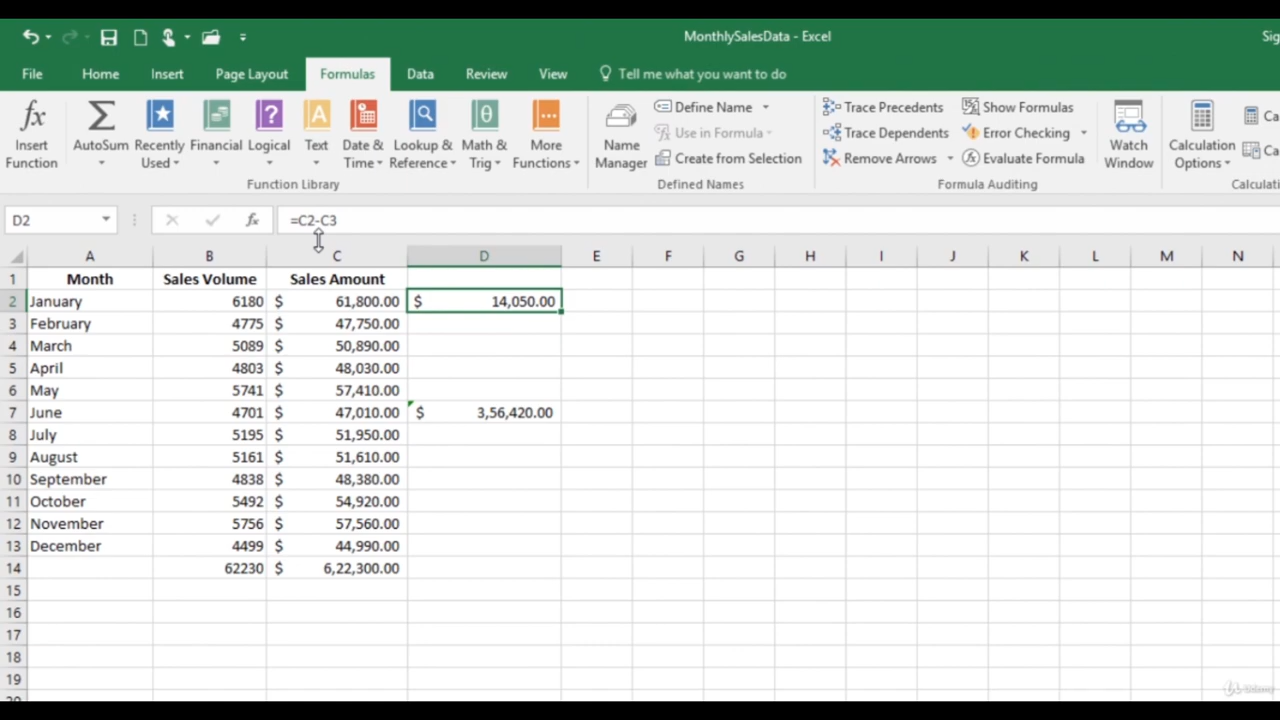 MonthlySalesData - Excel
File Home Insert Page Layout Formulas Data Review View Tell me what you want to do
Insert Function
AutoSum
Recently Used
Financial
Logical
Text
Date & Time
Lookup & Reference
Math & Trig
More Functions
Function Library
Name Manager
Define Name
Use in Formula
Create from Selection
Defined Names
Trace Precedents
Trace Dependents
Remove Arrows
Show Formulas
Error Checking
Evaluate Formula
Formula Auditing
Watch Window
Calculation Options
D2 fx =C2-C3
A B C D E F G H I J K L M N
1 Month Sales Volume Sales Amount
2 January 6180 $ 61,800.00 $ 14,050.00
3 February 4775 $ 47,750.00
4 March 5089 $ 50,890.00
5 April 4803 $ 48,030.00
6 May 5741 $ 57,410.00
7 June 4701 $ 47,010.00 $ 3,56,420.00
8 July 5195 $ 51,950.00
9 August 5161 $ 51,610.00
10 September 4838 $ 48,380.00
11 October 5492 $ 54,920.00
12 November 5756 $ 57,560.00
13 December 4499 $ 44,990.00
14 62230 $ 6,22,300.00
15
16
17
18
19
Udemy